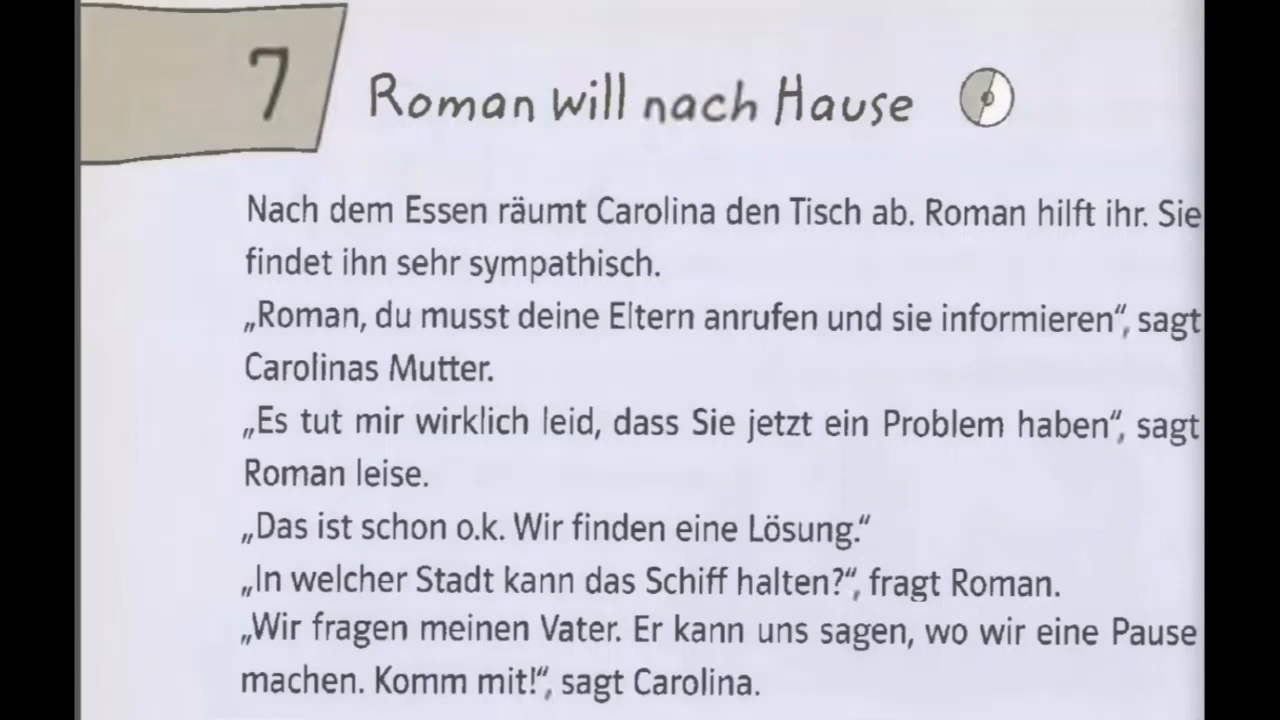 7
Roman will nach Hause
Nach dem Essen räumt Carolina den Tisch ab. Roman hilft ihr. Sie
findet ihn sehr sympathisch.
„Roman, du musst deine Eltern anrufen und sie informieren“, sagt
Carolinas Mutter.
„Es tut mir wirklich leid, dass Sie jetzt ein Problem haben“, sagt
Roman leise.
„Das ist schon o.k. Wir finden eine Lösung.“
„In welcher Stadt kann das Schiff halten?“, fragt Roman.
„Wir fragen meinen Vater. Er kann uns sagen, wo wir eine Pause
machen. Komm mit!“, sagt Carolina.